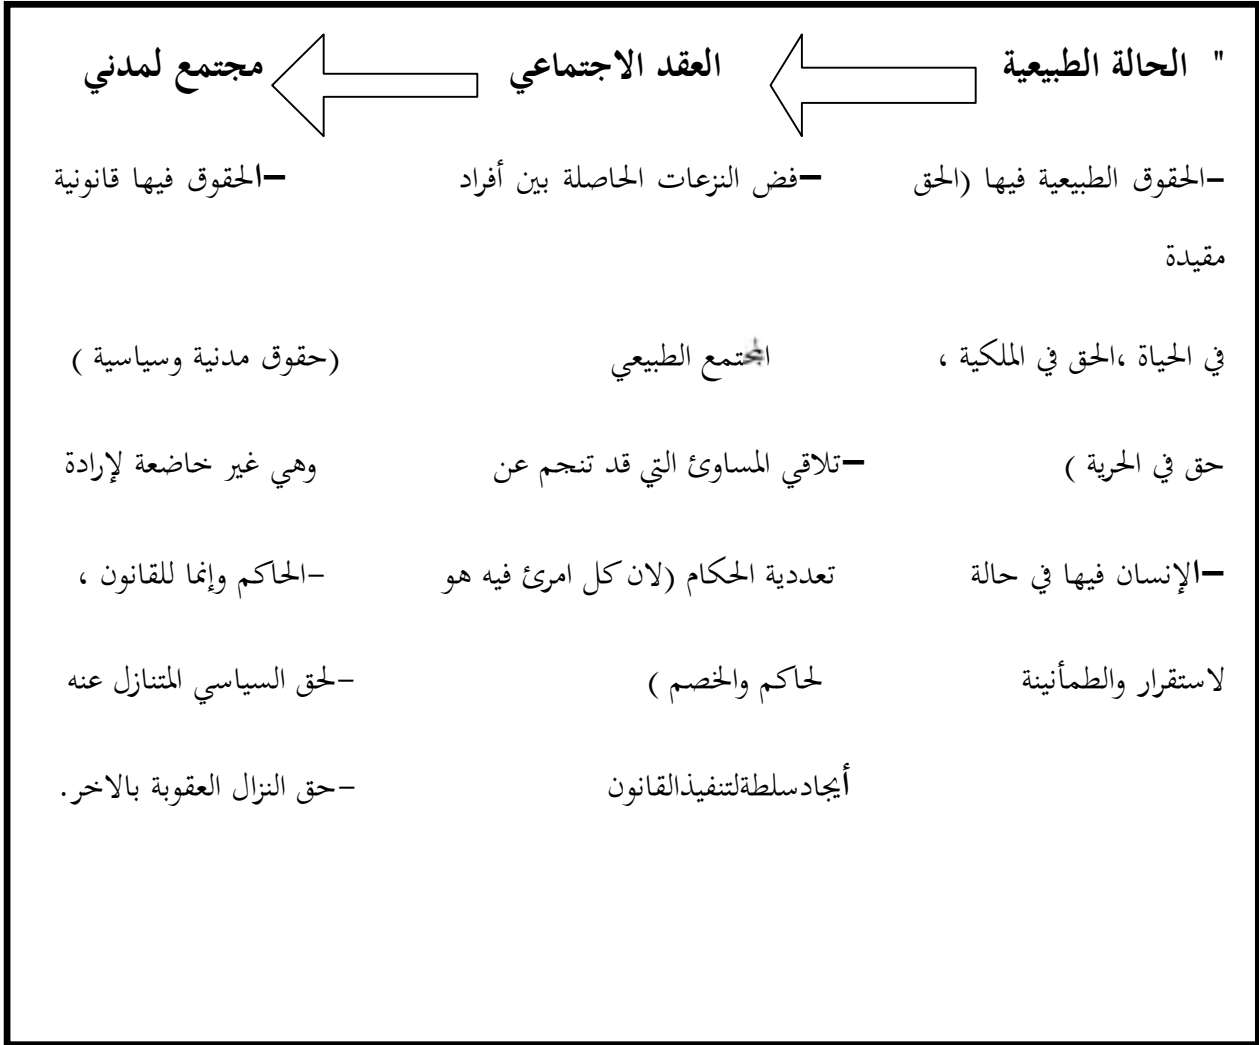 " الحالة الطبيعية العقد الاجتماعي مجتمع لمدني
–الحقوق الطبيعية فيها (الحق –فض النزعات الحاصلة بين أفراد –الحقوق فيها قانونية
مقيدة
في الحياة ،الحق في الملكية ، المجتمع الطبيعي (حقوق مدنية وسياسية )
حق في الحرية ) –تلاقي المساوئ التي قد تنجم عن وهي غير خاضعة لإرادة
–الإنسان فيها في حالة تعددية الحكام (لان كل امرئ فيه هو –الحاكم وإنما للقانون ،
لاستقرار والطمأنينة لحاكم والخصم ) –لحق السياسي المتنازل عنه
أيجادسلطةلتنفيذالقانون –حق النزال العقوبة بالاخر.